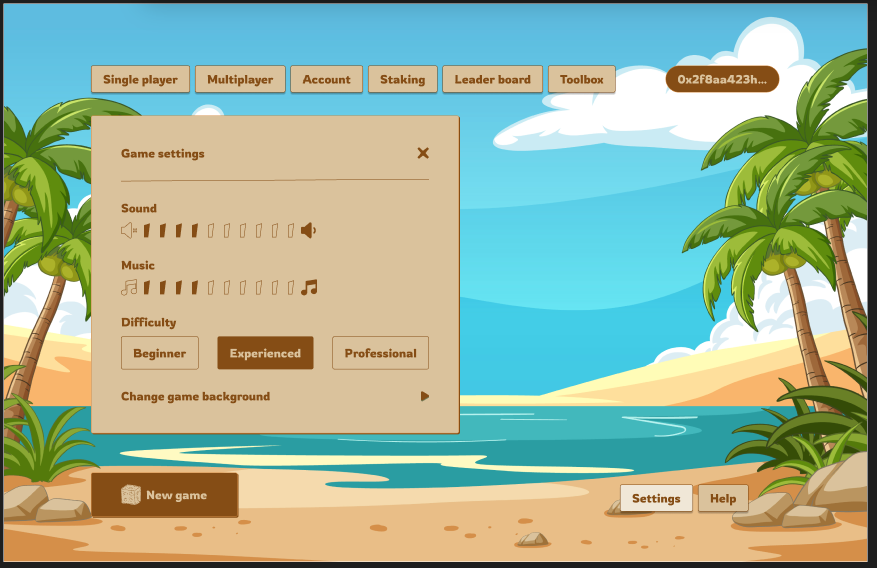 Single player
Multiplayer
Account
Staking
Leader board
Toolbox
0x2f8aa423h...
Game settings
Sound
Music
Difficulty
Beginner
Experienced
Professional
Change game background
New game
Settings
Help